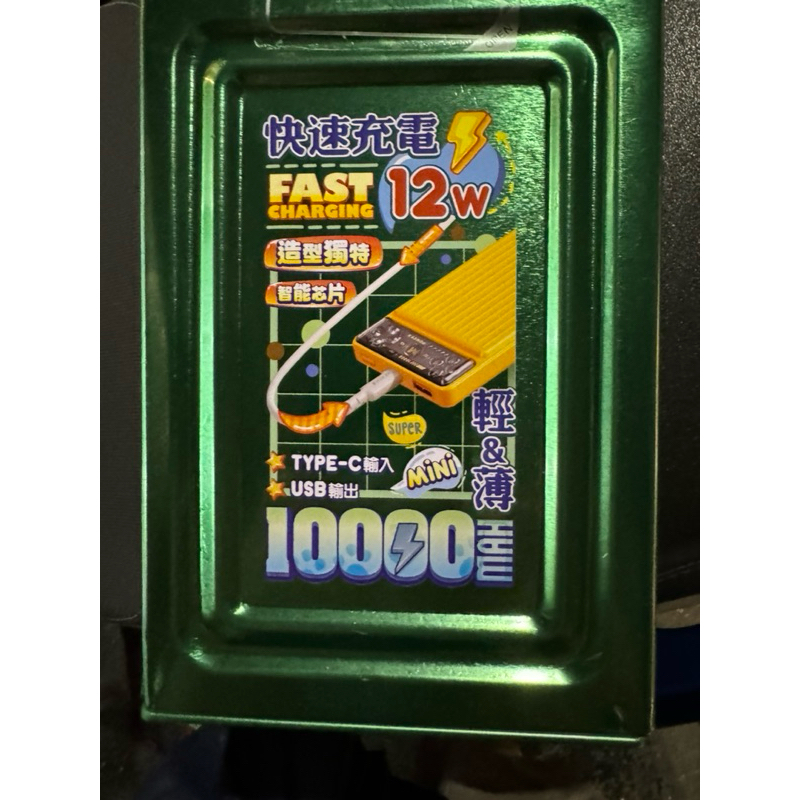 快速充電
FAST
CHARGING
12W
造型獨特
智能芯片
輕&薄
SUPER
MiNi
TYPE-C輸入
USB輸出
10000
MAH